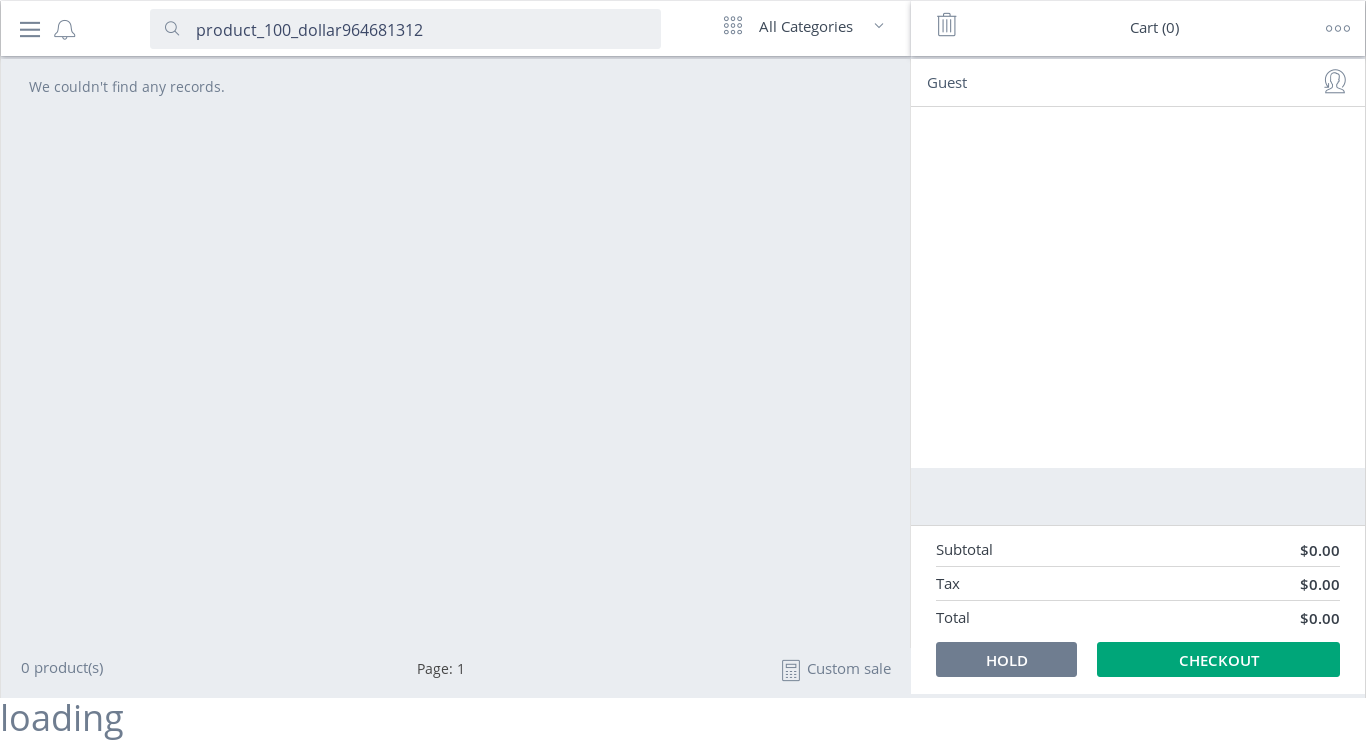 product_100_dollar964681312
All Categories
Cart (0)
We couldn't find any records.
Guest
Subtotal $0.00
Tax $0.00
Total $0.00
HOLD CHECKOUT
0 product(s) Page: 1 Custom sale
loading